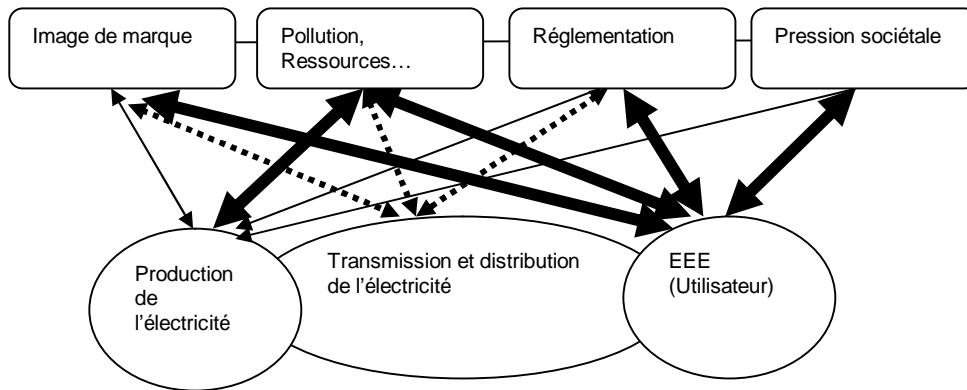 Image de marque
Pollution,
Ressources…
Réglementation
Pression sociétale
Production
de
l'électricité
Transmission et distribution
de l'électricité
EEE
(Utilisateur)